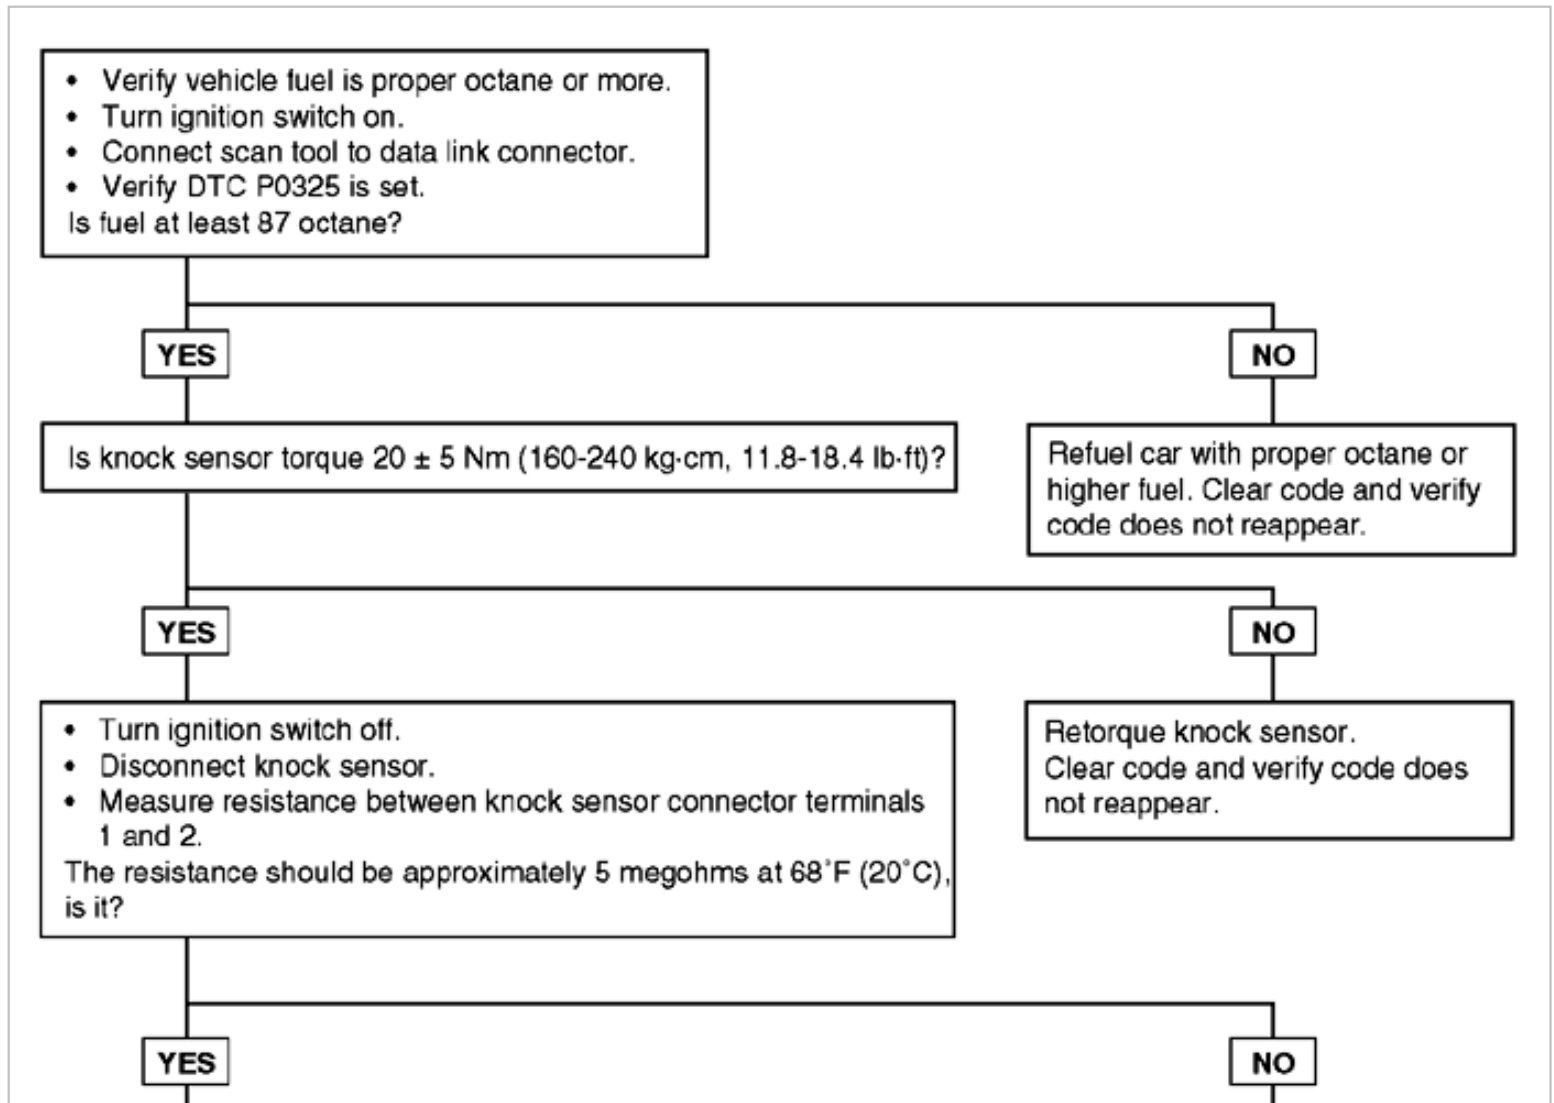 • Verify vehicle fuel is proper octane or more.
• Turn ignition switch on.
• Connect scan tool to data link connector.
• Verify DTC P0325 is set.
Is fuel at least 87 octane?
YES
NO
Is knock sensor torque 20 ± 5 Nm (160-240 kg·cm, 11.8-18.4 lb·ft)?
Refuel car with proper octane or
higher fuel. Clear code and verify
code does not reappear.
YES
NO
• Turn ignition switch off.
• Disconnect knock sensor.
• Measure resistance between knock sensor connector terminals
1 and 2.
The resistance should be approximately 5 megohms at 68˚F (20˚C),
is it?
Retorque knock sensor.
Clear code and verify code does
not reappear.
YES
NO